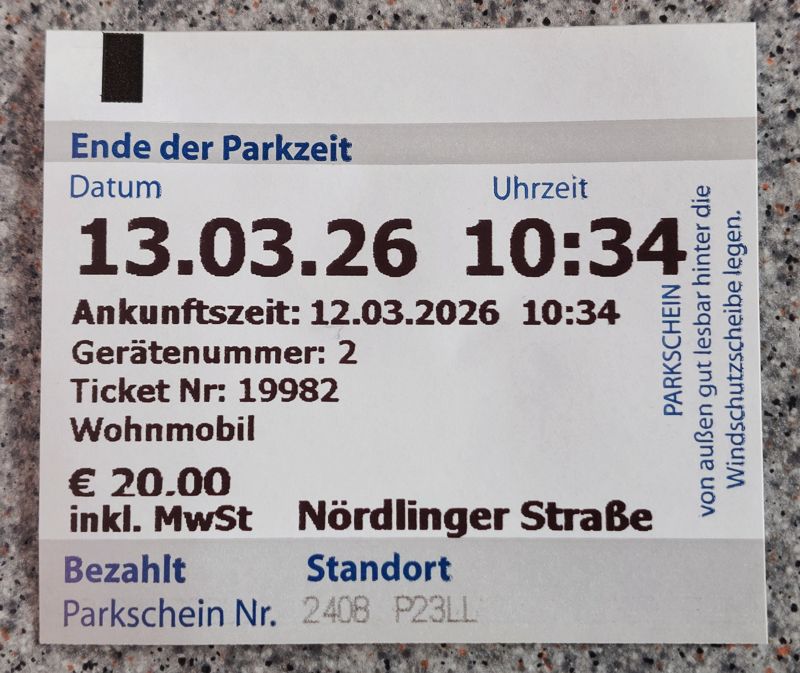 Ende der Parkzeit
Datum Uhrzeit
13.03.26 10:34
Ankunftszeit: 12.03.2026 10:34
Gerätenummer: 2
Ticket Nr: 19982
Wohnmobil
€ 20.00
inkl. MwSt Nördlinger Straße
Bezahlt Standort
Parkschein Nr. 2408 P23LL
PARKSCHEIN
von außen gut lesbar hinter die
Windschutzscheibe legen.